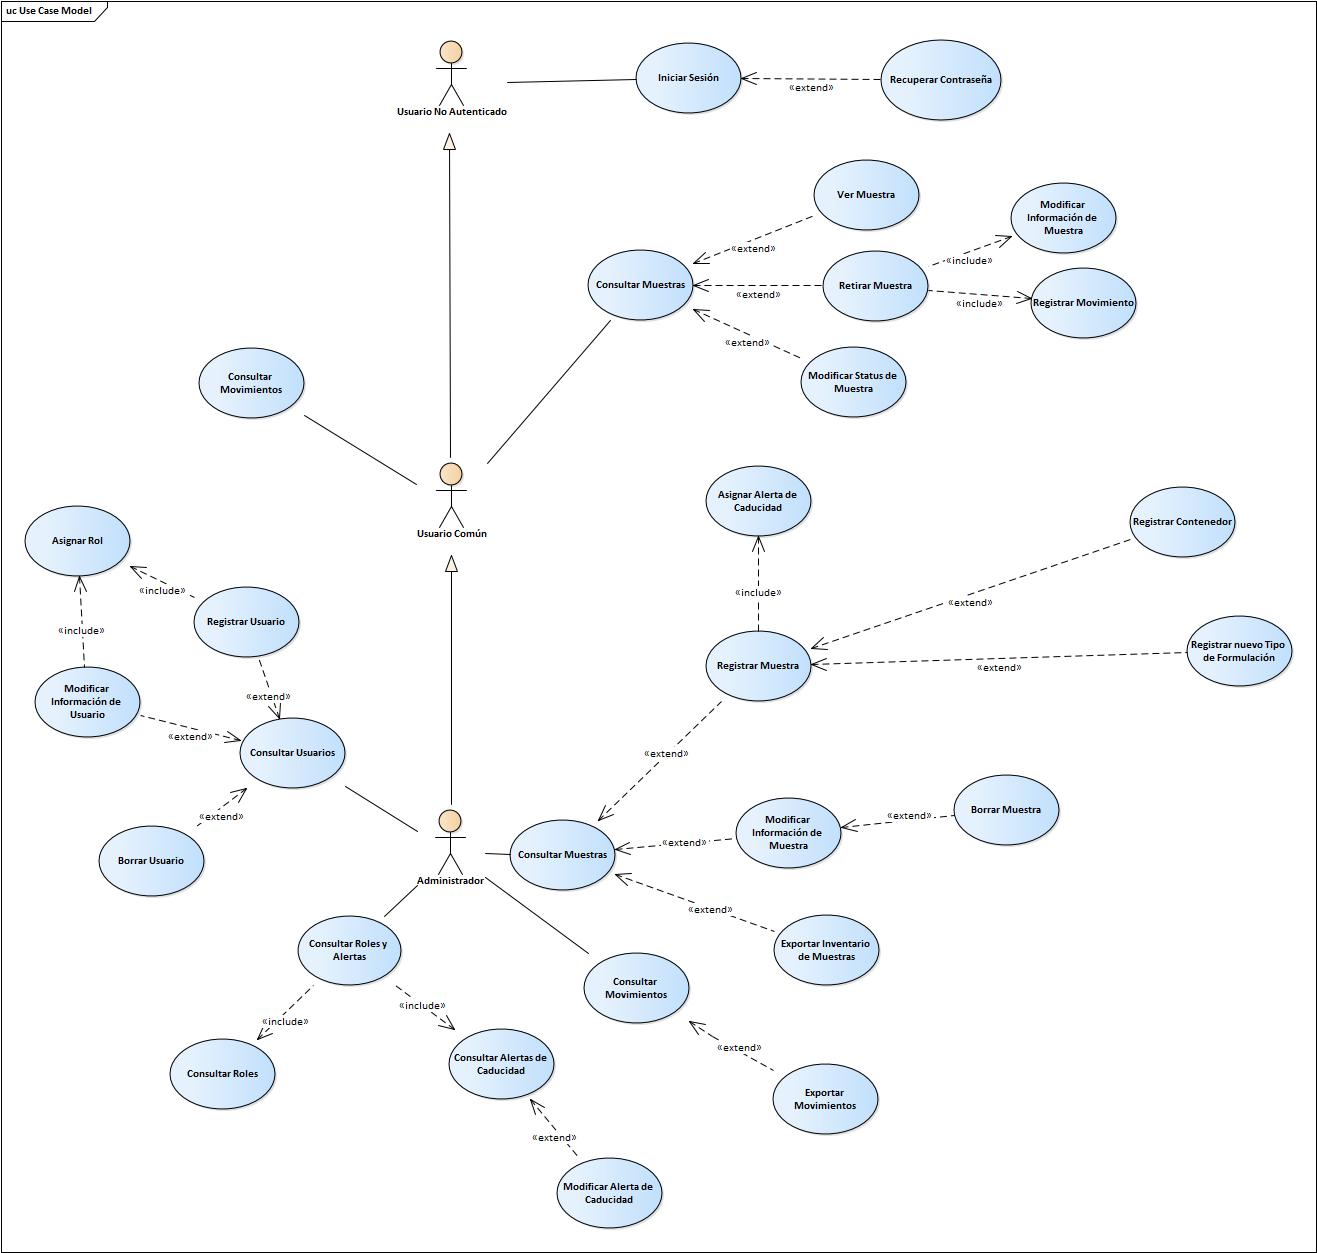 uc Use Case Model
Usuario No Autenticado
Iniciar Sesión
«extend»
Recuperar Contraseña
Ver Muestra
«extend»
Modificar
Información de
Muestra
«include»
Consultar Muestras
«extend»
Retirar Muestra
«include»
Registrar Movimiento
«extend»
Modificar Status de
Muestra
Consultar
Movimientos
Usuario Común
Asignar Alerta de
Caducidad
«include»
Registrar Contenedor
«extend»
Registrar nuevo Tipo
de Formulación
«extend»
Registrar Muestra
«extend»
Asignar Rol
«include»
«include»
Registrar Usuario
«extend»
Modificar
Información de
Usuario
«extend»
Consultar Usuarios
«extend»
Borrar Usuario
Administrador
Consultar Muestras
«extend»
Modificar
Información de
Muestra
«extend»
Borrar Muestra
«extend»
Exportar Inventario
de Muestras
Consultar Roles y
Alertas
«include»
«include»
Consultar Roles
Consultar Alertas de
Caducidad
«extend»
Modificar Alerta de
Caducidad
Consultar
Movimientos
«extend»
Exportar
Movimientos